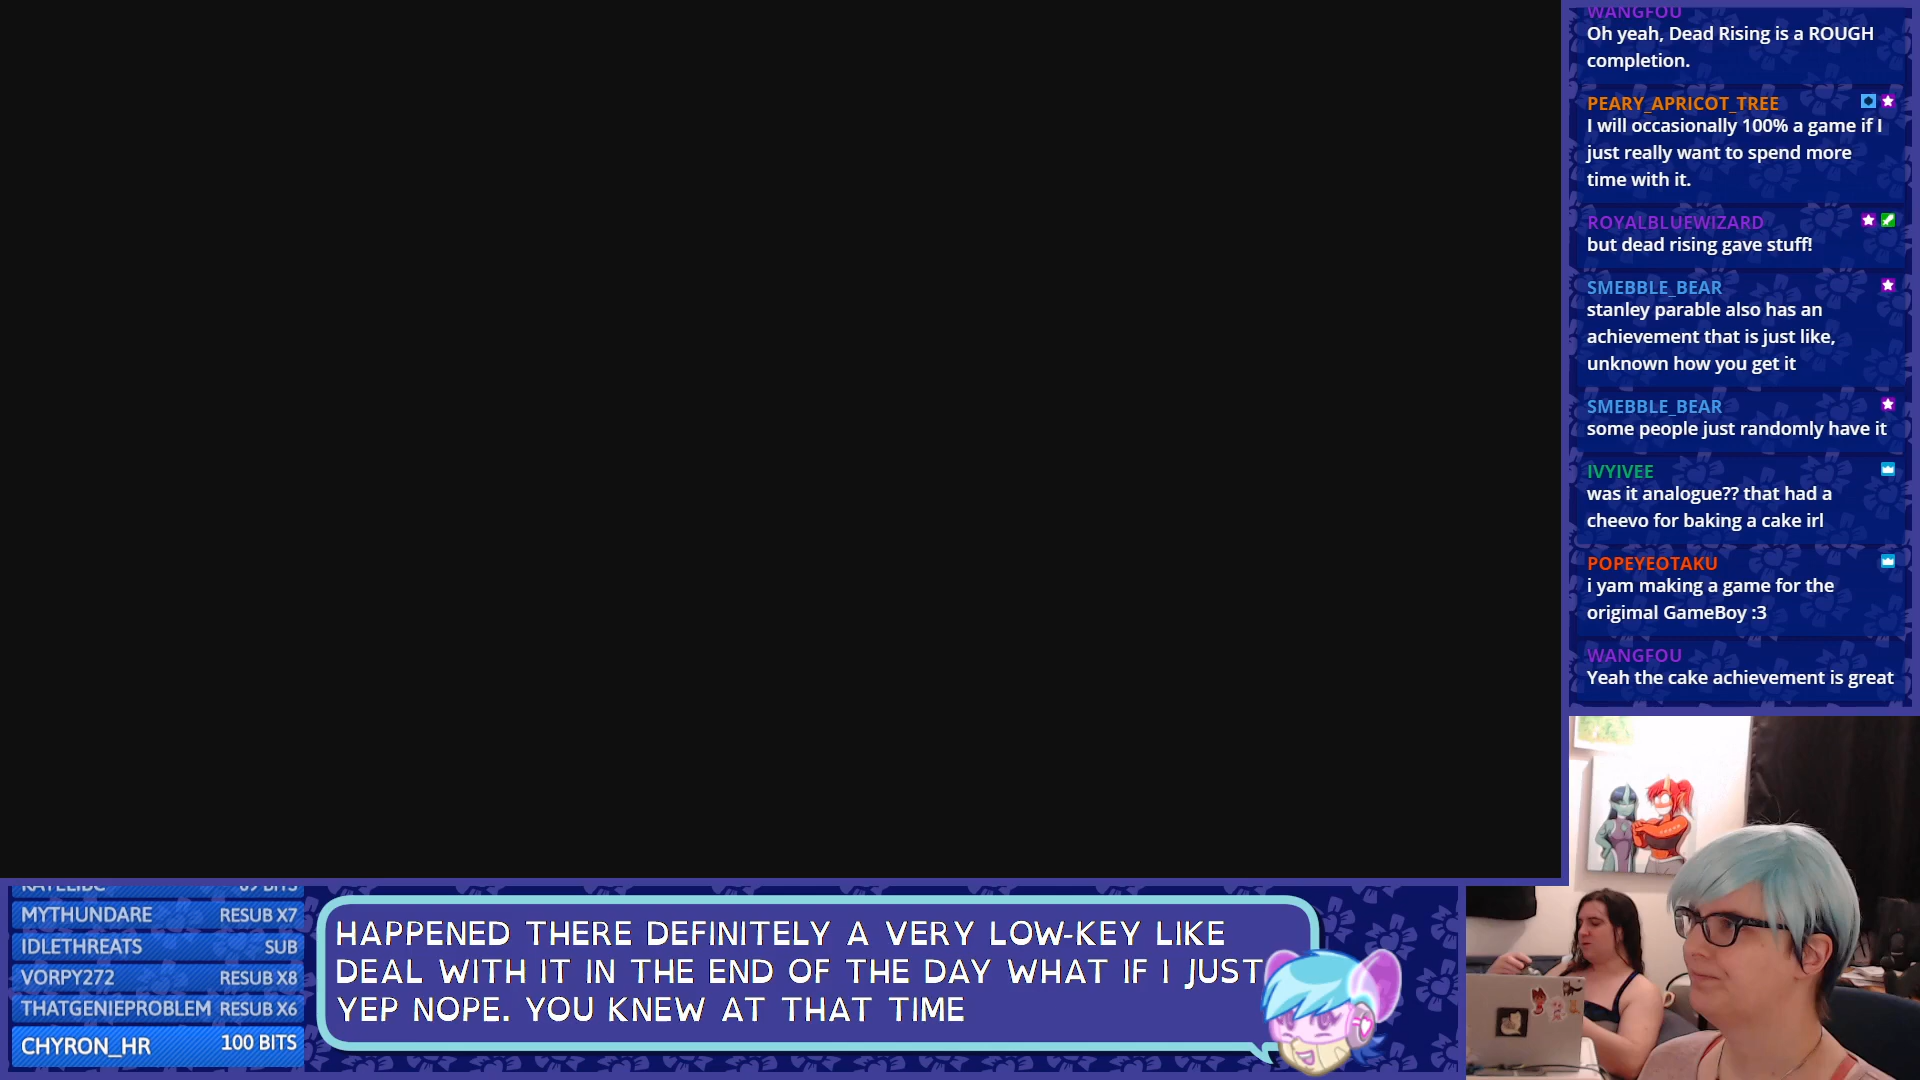 WANGFOU
Oh yeah, Dead Rising is a ROUGH
completion.
PEARY_APRICOT_TREE
I will occasionally 100% a game if I
just really want to spend more
time with it.
ROYALBLUEWIZARD
but dead rising gave stuff!
SMEBBLE_BEAR
stanley parable also has an
achievement that is just like,
unknown how you get it
SMEBBLE_BEAR
some people just randomly have it
IVYIVEE
was it analogue?? that had a
cheevo for baking a cake irl
POPEYEOTAKU
i yam making a game for the
origimal GameBoy :3
WANGFOU
Yeah the cake achievement is great
MYTHUNDARE RESUB X7
IDLETHREATS SUB
VORPY272 RESUB X8
THATGENIEPROBLEM RESUB X6
CHYRON_HR 100 BITS
HAPPENED THERE DEFINITELY A VERY LOW-KEY LIKE
DEAL WITH IT IN THE END OF THE DAY WHAT IF I JUST
YEP NOPE. YOU KNEW AT THAT TIME